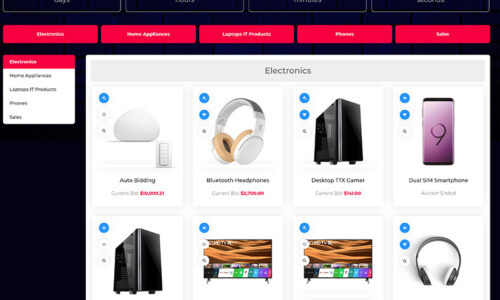 days hours minutes seconds
Electronics Home Appliances Laptops IT Products Phones Sales
Electronics
Home Appliances
Laptops IT Products
Phones
Sales
Electronics
Auto Bidding
Current Bid $10,009.21
Bluetooth Headphones
Current Bid $2,700.00
Desktop TTX Gamer
Current Bid $141.90
Dual SIM Smartphone
Auction Ended
9